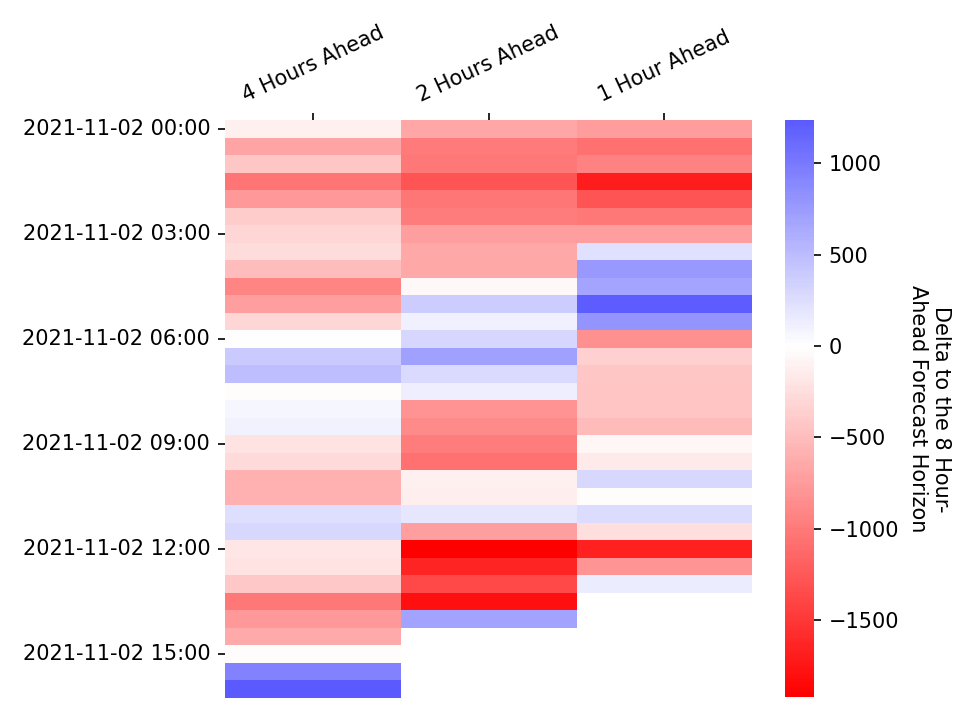 4 Hours Ahead
2 Hours Ahead
1 Hour Ahead
2021-11-02 00:00
2021-11-02 03:00
2021-11-02 06:00
2021-11-02 09:00
2021-11-02 12:00
2021-11-02 15:00
1000
500
0
−500
−1000
−1500
Delta to the 8 Hour-
Ahead Forecast Horizon